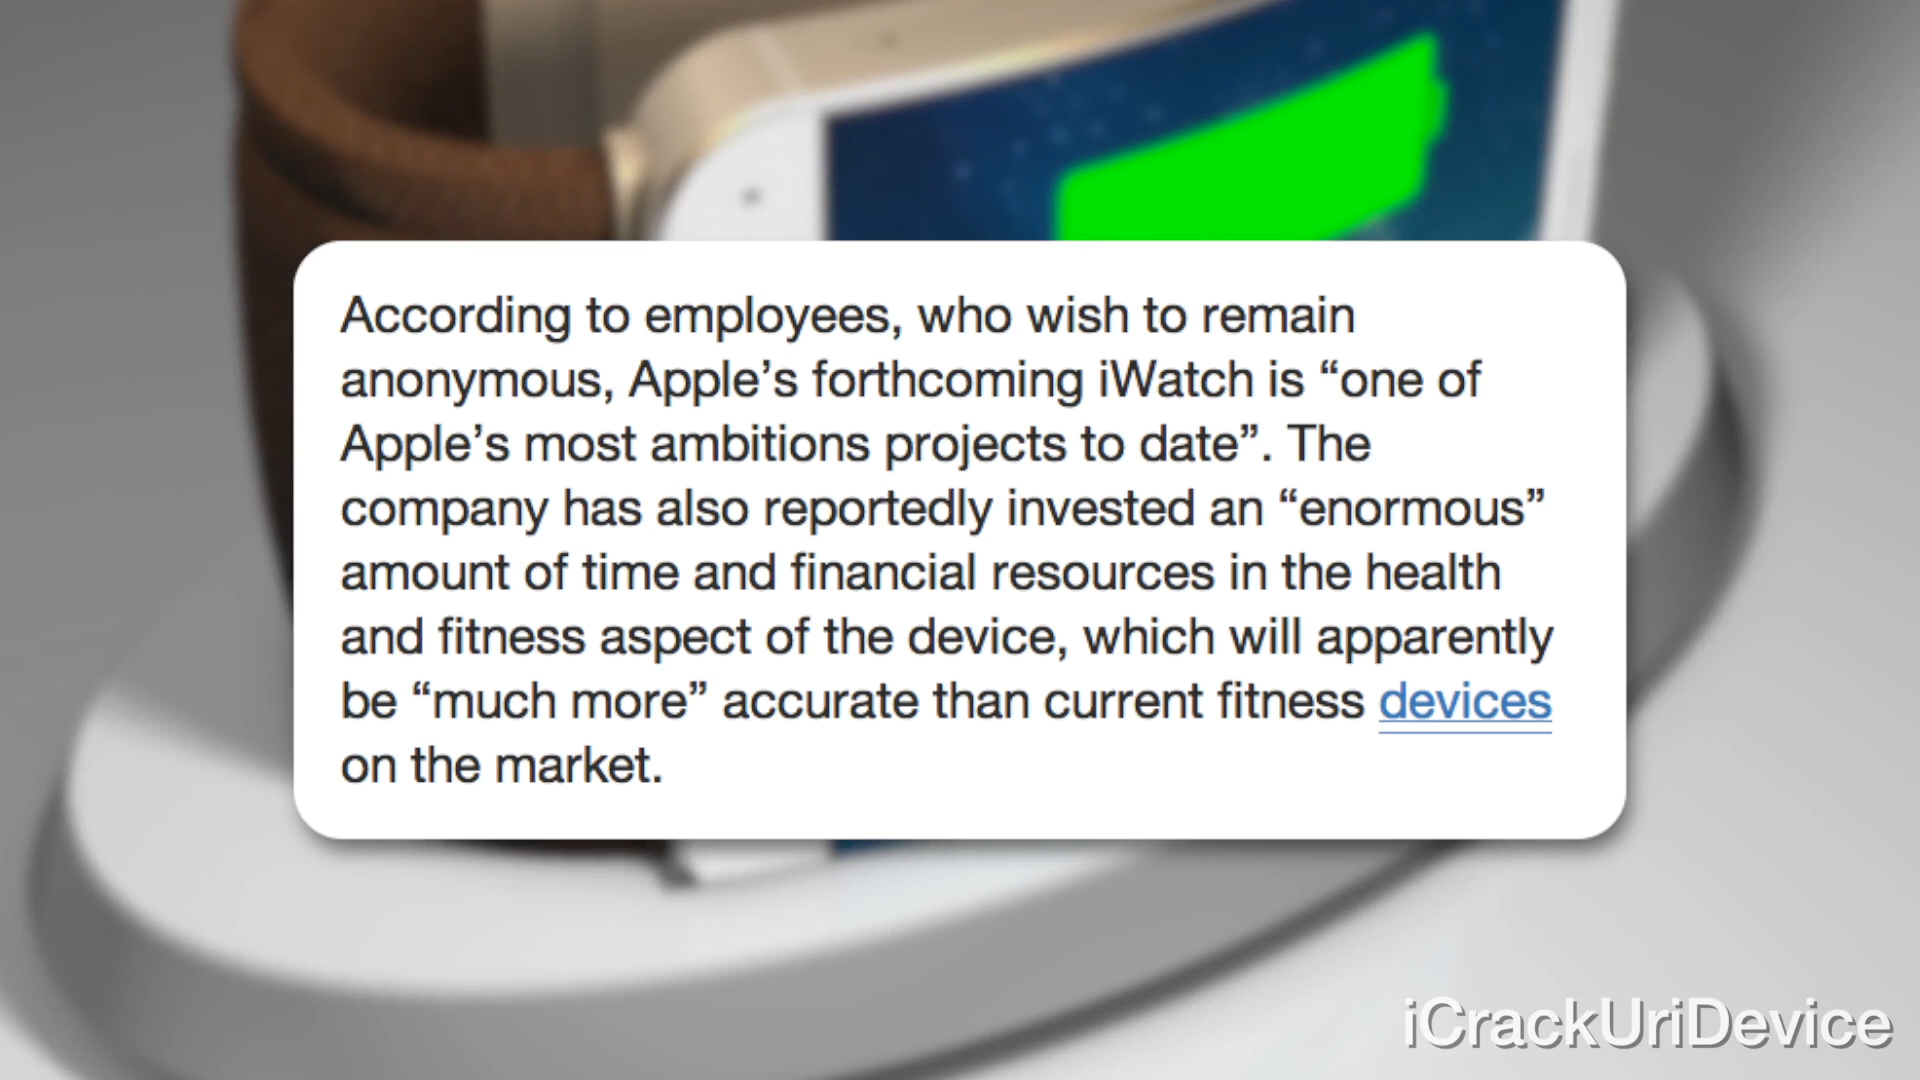 According to employees, who wish to remain
anonymous, Apple’s forthcoming iWatch is “one of
Apple’s most ambitions projects to date”. The
company has also reportedly invested an “enormous”
amount of time and financial resources in the health
and fitness aspect of the device, which will apparently
be “much more” accurate than current fitness devices
on the market.
iCrackUriDevice